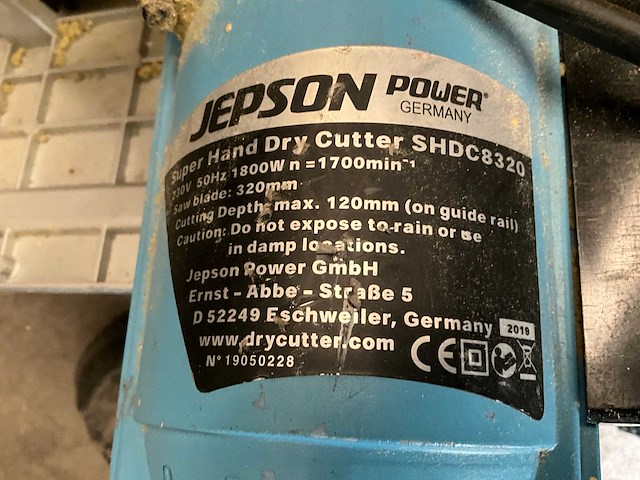 JEPSON POWER®
GERMANY
Super Hand Dry Cutter SHDC8320
230V 50Hz 1800W n =1700min⁻¹
Saw blade: 320mm
Cutting Depth: max. 120mm (on guide rail)
Caution: Do not expose to rain or use
in damp locations.
Jepson Power GmbH
Ernst - Abbe - Straße 5
D 52249 Eschweiler, Germany 2019
www.drycutter.com
N° 19050228
CE